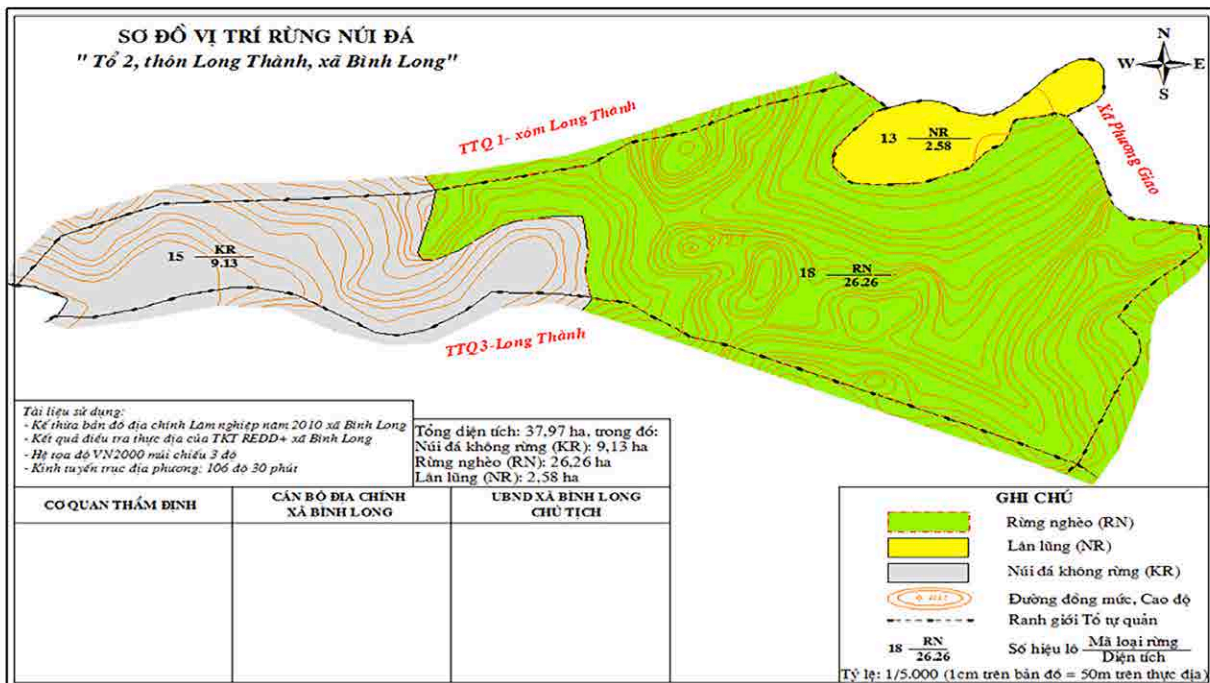 SƠ ĐỒ VỊ TRÍ RỪNG NÚI ĐÁ
" Tổ 2, thôn Long Thành, xã Bình Long"
N
W E
S
TTQ 1- xóm Long Thành
Xã Phương Giao
13 NR
2.58
15 KR
9.13
18 RN
26.26
TTQ3-Long Thành
Tài liệu sử dụng:
- Kế thừa bản đồ địa chính Lâm nghiệp năm 2010 xã Bình Long
- Kết quả điều tra thực địa của TKT REDD+ xã Bình Long
- Hệ tọa độ VN2000 múi chiếu 3 độ
- Kinh tuyến trục địa phương: 106 độ 30 phút
Tổng diện tích: 37,97 ha, trong đó:
Núi đá không rừng (KR): 9,13 ha
Rừng nghèo (RN): 26,26 ha
Lân lũng (NR): 2,58 ha
CƠ QUAN THẨM ĐỊNH
CÁN BỘ ĐỊA CHÍNH
XÃ BÌNH LONG
UBND XÃ BÌNH LONG
CHỦ TỊCH
GHI CHÚ
Rừng nghèo (RN)
Lân lũng (NR)
Núi đá không rừng (KR)
Đường đồng mức, Cao độ
Ranh giới Tổ tự quản
18 RN
26.26
Số hiệu lô Mã loại rừng
Diện tích
Tỷ lệ: 1/5.000 (1cm trên bản đồ = 50m trên thực địa)